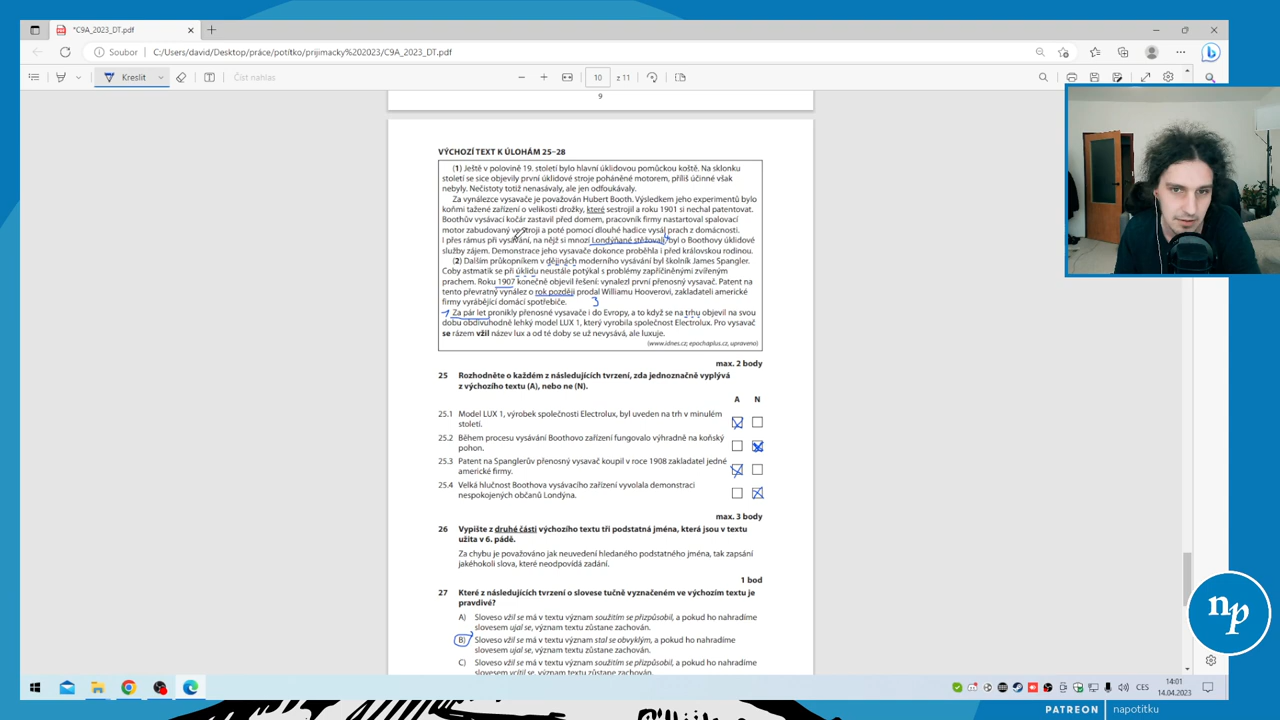 *C9A_2023_DT.pdf
Soubor
C:/Users/david/Desktop/práce/potítko/prijimacky%202023/C9A_2023_DT.pdf
Kreslit
Číst nahlas
10
z 11
9
VÝCHOZÍ TEXT K ÚLOHÁM 25–28
(1) Ještě v polovině 19. století bylo hlavní úklidovou pomůckou koště. Na sklonku
století se sice objevily první úklidové stroje poháněné motorem, příliš účinné však
nebyly. Nečistoty totiž nenasávaly, ale jen odfoukávaly.
Za vynálezce vysavače je považován Hubert Booth. Výsledkem jeho experimentů bylo
koňmi tažené zařízení o velikosti drožky, které sestrojil a roku 1901 si nechal patentovat.
Boothův vysávací kočár zastavil před domem, pracovník firmy nastartoval spalovací
motor zabudovaný ve stroji a poté pomocí dlouhé hadice vysál prach z domácnosti.
I přes rámus při vysávání, na nějž si mnozí Londýňané stěžovali, byl o Boothovy úklidové
služby zájem. Demonstrace jeho vysavače dokonce proběhla i před královskou rodinou.
(2) Dalším průkopníkem v dějinách moderního vysávání byl školník James Spangler.
Coby astmatik se při úklidu neustále potýkal s problémy zapříčiněnými zvířeným
prachem. Roku 1907 konečně objevil řešení: vynalezl první přenosný vysavač. Patent na
tento převratný vynález o rok později prodal Williamu Hooverovi, zakladateli americké
firmy vyrábějící domácí spotřebiče. 3
Za pár let pronikly přenosné vysavače i do Evropy, a to když se na trhu objevil na svou
dobu obdivuhodně lehký model LUX 1, který vyrobila společnost Electrolux. Pro vysavač
se rázem vžil název lux a od té doby se už nevysává, ale luxuje.
(www.idnes.cz; epochaplus.cz, upraveno)
max. 2 body
25 Rozhodněte o každém z následujících tvrzení, zda jednoznačně vyplývá
z výchozího textu (A), nebo ne (N).
A N
25.1 Model LUX 1, výrobek společnosti Electrolux, byl uveden na trh v minulém
století.
25.2 Během procesu vysávání Boothovo zařízení fungovalo výhradně na koňský
pohon.
25.3 Patent na Spanglerův přenosný vysavač koupil v roce 1908 zakladatel jedné
americké firmy.
25.4 Velká hlučnost Boothova vysávacího zařízení vyvolala demonstraci
nespokojených občanů Londýna.
max. 3 body
26 Vypište z druhé části výchozího textu tři podstatná jména, která jsou v textu
užita v 6. pádě.
Za chybu je považováno jak neuvedení hledaného podstatného jména, tak zapsání
jakéhokoli slova, které neodpovídá zadání.
1 bod
27 Které z následujících tvrzení o slovese tučně vyznačeném ve výchozím textu je
pravdivé?
A) Sloveso vžil se má v textu význam soužitím se přizpůsobil, a pokud ho nahradíme
slovesem ujal se, význam textu zůstane zachován.
B) Sloveso vžil se má v textu význam stal se obvyklým, a pokud ho nahradíme
slovesem ujal se, význam textu zůstane zachován.
C) Sloveso vžil se má v textu význam soužitím se přizpůsobil, a pokud ho nahradíme
slovesem vcítil se, význam textu zůstane zachován.
np
CES
14:01
14.04.2023
PATREON
napotitku